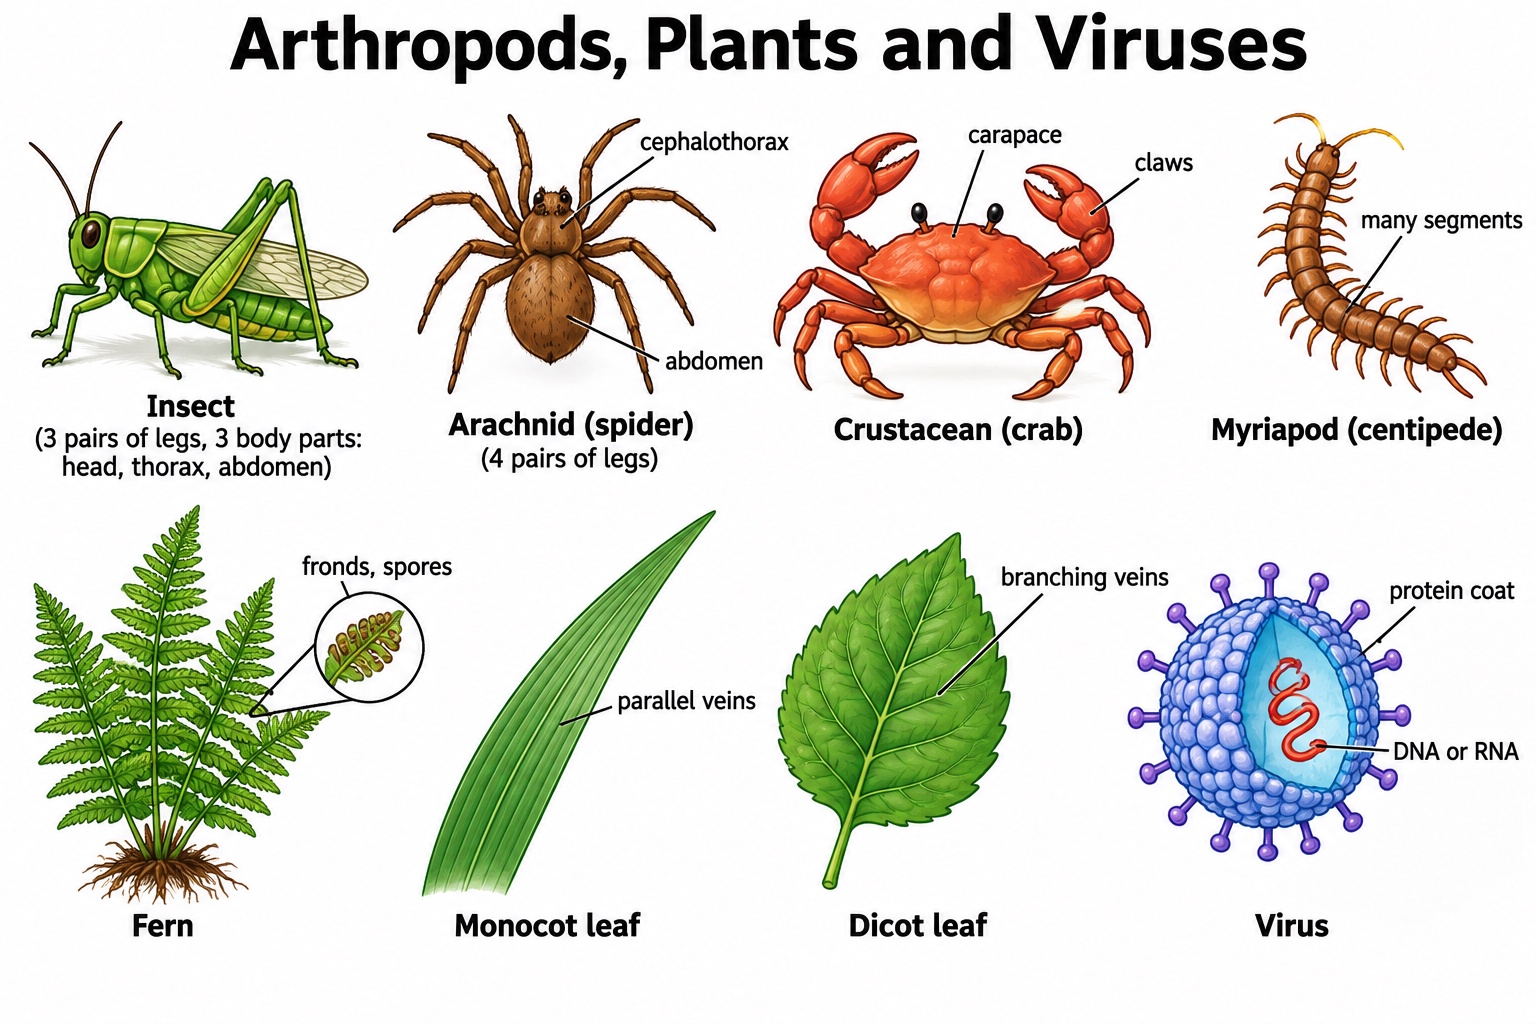 Arthropods, Plants and Viruses
cephalothorax
abdomen
carapace
claws
many segments
Insect
(3 pairs of legs, 3 body parts:
head, thorax, abdomen)
Arachnid (spider)
(4 pairs of legs)
Crustacean (crab)
Myriapod (centipede)
fronds, spores
parallel veins
branching veins
protein coat
DNA or RNA
Fern
Monocot leaf
Dicot leaf
Virus